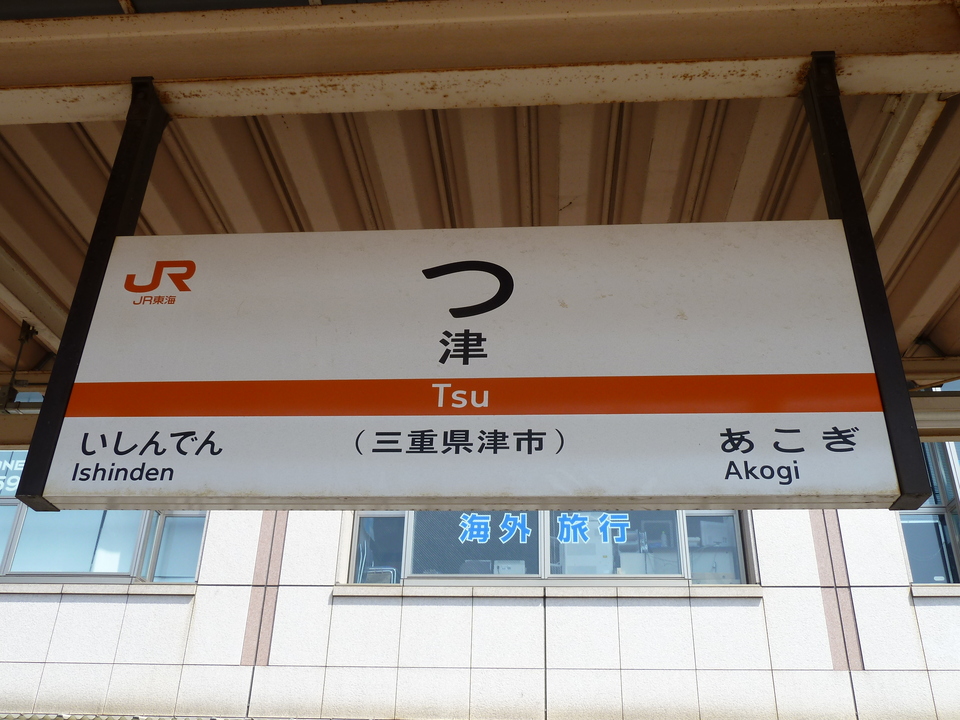 JR
JR東海
つ
津
Tsu
いしんでん
Ishinden
（三重県津市）
あこぎ
Akogi
海外 旅行